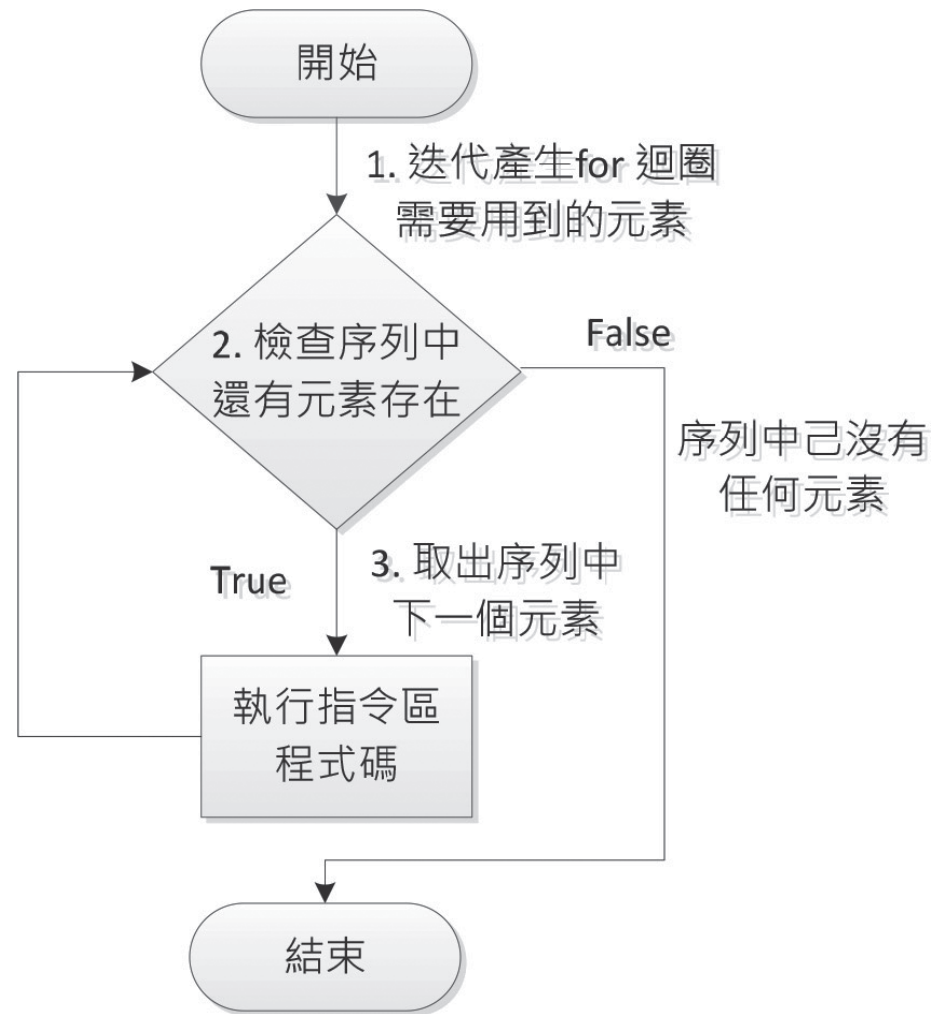 開始
1. 迭代產生for 迴圈
需要用到的元素
2. 檢查序列中
還有元素存在
False
序列中己沒有
任何元素
True
3. 取出序列中
下一個元素
執行指令區
程式碼
結束